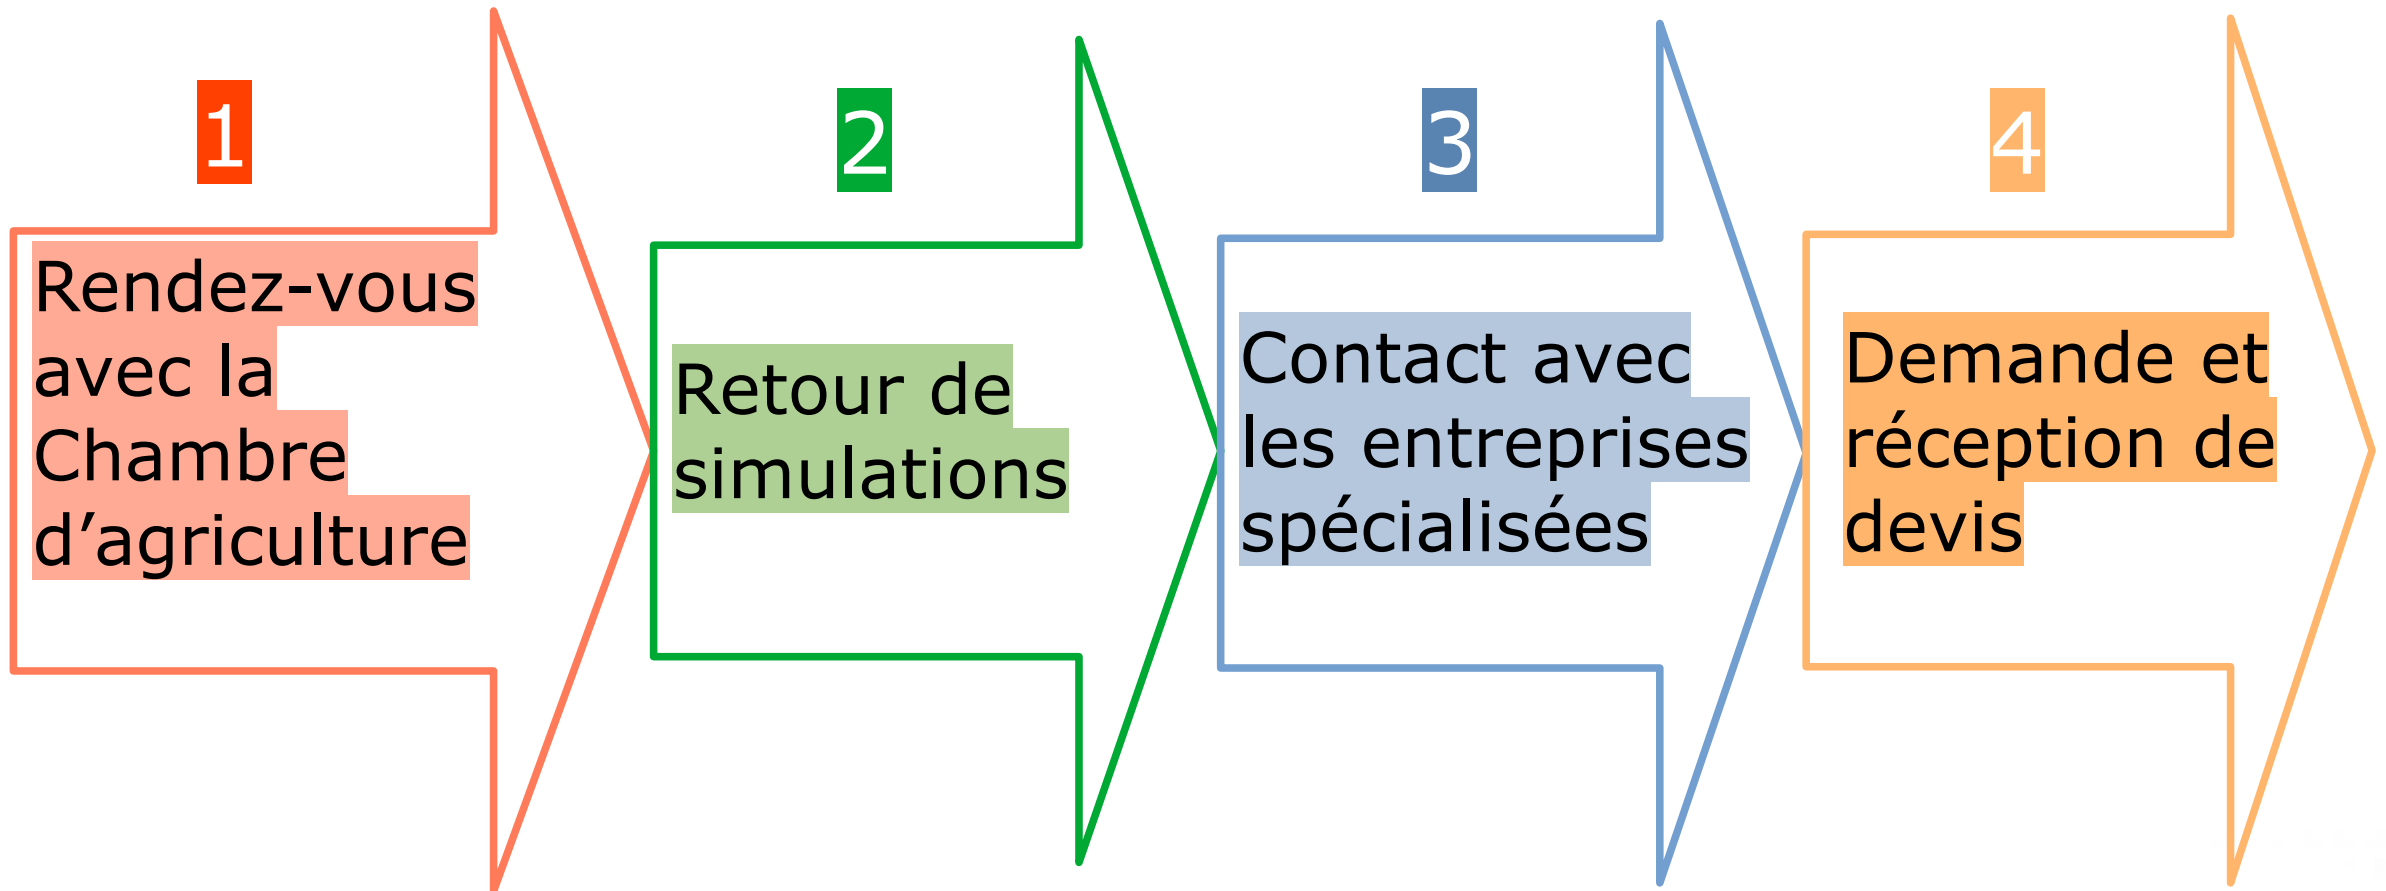 1
Rendez-vous
avec la
Chambre
d’agriculture
2
Retour de
simulations
3
Contact avec
les entreprises
spécialisées
4
Demande et
réception de
devis